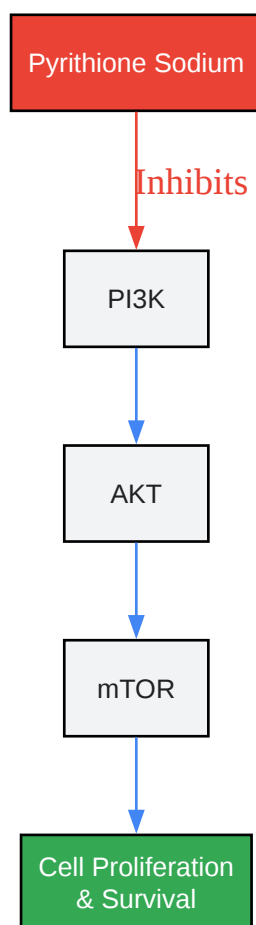 Pyrithione Sodium
Inhibits
PI3K
AKT
mTOR
Cell Proliferation
& Survival